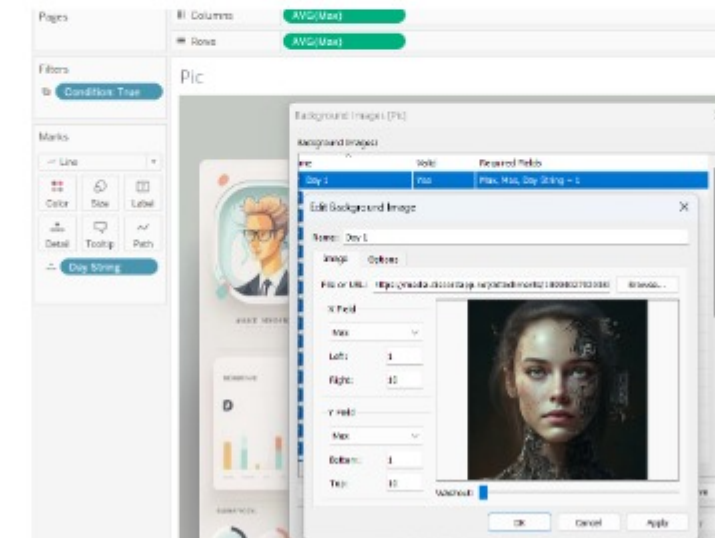 Pages
Columns
AVG(Max)
Rows
AVG(Max)
Filters
Condition: True
Pic
Marks
Line
Color
Size
Label
Detail
Tooltip
Path
Day String
Background Images [Pic]
Background Images:
Valid
Required Fields
Day 1
Yes
Max, Max, Day String = 1
Edit Background Image
Name: Day 1
Image
Options
File or URL:
Browse...
X Field
Max
Left: 1
Right: 10
Y Field
Max
Bottom: 1
Top: 10
Washout:
OK
Cancel
Apply
D